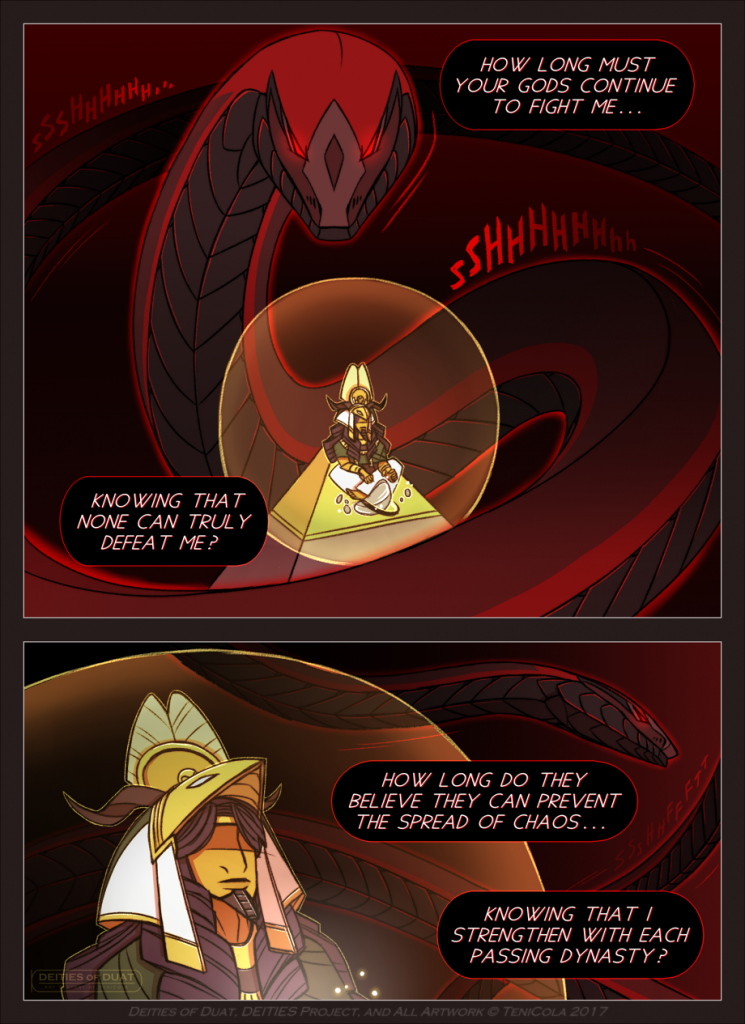 HOW LONG MUST
YOUR GODS CONTINUE
TO FIGHT ME...
SSSHHHHHH...
SSHHHHHHHHhh
KNOWING THAT
NONE CAN TRULY
DEFEAT ME?
HOW LONG DO THEY
BELIEVE THEY CAN PREVENT
THE SPREAD OF CHAOS...
KNOWING THAT I
STRENGTHEN WITH EACH
PASSING DYNASTY?
DEITIES OF DUAT
DEITIES OF DUAT, DEITIES PROJECT, AND ALL ARTWORK © TENICOLA 2017